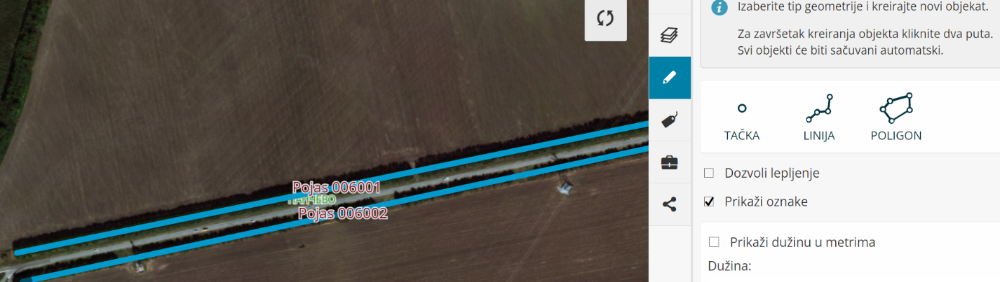 Izaberite tip geometrije i kreirajte novi objekat.
Za završetak kreiranja objekta kliknite dva puta.
Svi objekti će biti sačuvani automatski.
TAČKA
LINIJA
POLIGON
Dozvoli lepljenje
Prikaži oznake
Prikaži dužinu u metrima
Dužina:
Pojas 006001
Pojas 006002